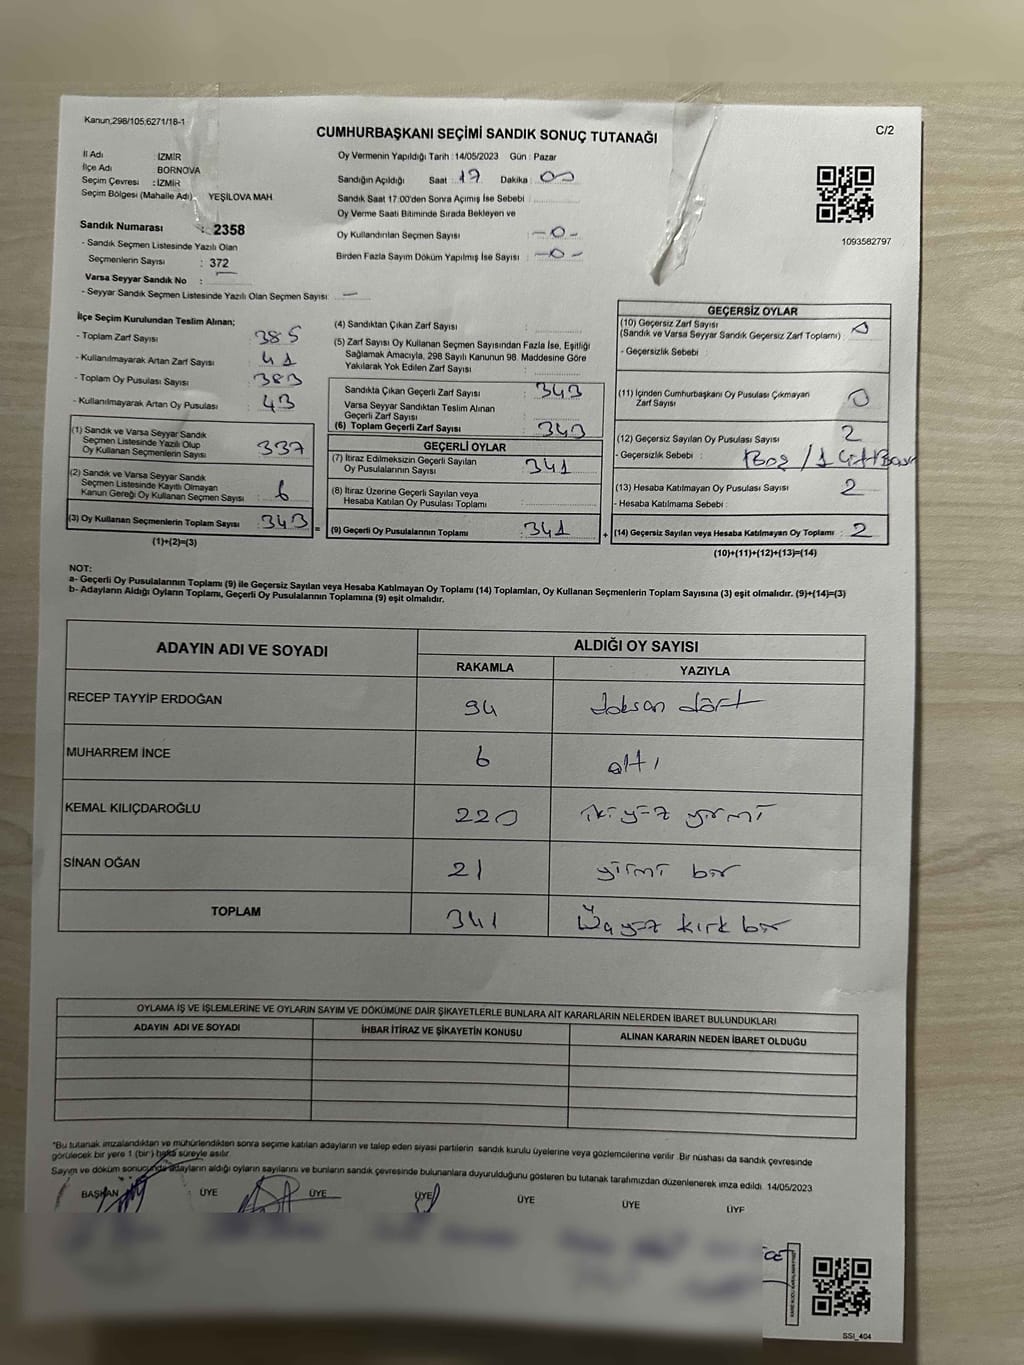 Kanun;298/105,6271/18-1
C/2
CUMHURBAŞKANI SEÇİMİ SANDIK SONUÇ TUTANAĞI
İl Adı : İZMİR
İlçe Adı : BORNOVA
Seçim Çevresi : İZMİR
Seçim Bölgesi (Mahalle Adı) YEŞİLOVA MAH
Sandık Numarası : 2358
- Sandık Seçmen Listesinde Yazılı Olan
Seçmenlerin Sayısı : 372
Varsa Seyyar Sandık No :
- Seyyar Sandık Seçmen Listesinde Yazılı Olan Seçmen Sayısı: —
Oy Vermenin Yapıldığı Tarih : 14/05/2023 Gün : Pazar
Sandığın Açıldığı Saat : 17 Dakika : 00
Sandık Saat 17:00'den Sonra Açımış İse Sebebi :
Oy Verme Saati Bitiminde Sırada Bekleyen ve
Oy Kullandırılan Seçmen Sayısı : -0-
Birden Fazla Sayım Döküm Yapılmış İse Sayısı : -0-
1093582797
İlçe Seçim Kurulundan Teslim Alınan;
- Toplam Zarf Sayısı : 385
- Kullanılmayarak Artan Zarf Sayısı : 41
- Toplam Oy Pusulası Sayısı : 383
- Kullanılmayarak Artan Oy Pusulası : 43
(1) Sandık ve Varsa Seyyar Sandık
Seçmen Listesinde Yazılı Olup
Oy Kullanan Seçmenlerin Sayısı : 337
(2) Sandık ve Varsa Seyyar Sandık
Seçmen Listesinde Kayıtlı Olmayan
Kanun Gereği Oy Kullanan Seçmen Sayısı : 6
(3) Oy Kullanan Seçmenlerin Toplam Sayısı : 343
(1)+(2)=(3)
(4) Sandıktan Çıkan Zarf Sayısı :
(5) Zarf Sayısı Oy Kullanan Seçmen Sayısından Fazla İse, Eşitliği
Sağlamak Amacıyla, 298 Sayılı Kanunun 98. Maddesine Göre
Yakılarak Yok Edilen Zarf Sayısı :
Sandıkta Çıkan Geçerli Zarf Sayısı : 343
Varsa Seyyar Sandıktan Teslim Alınan
Geçerli Zarf Sayısı :
(6) Toplam Geçerli Zarf Sayısı : 343
GEÇERLİ OYLAR
(7) İtiraz Edilmeksizin Geçerli Sayılan
Oy Pusulalarının Sayısı : 341
(8) İtiraz Üzerine Geçerli Sayılan veya
Hesaba Katılan Oy Pusulaları Toplamı :
= (9) Geçerli Oy Pusulalarının Toplamı : 341
GEÇERSİZ OYLAR
(10) Geçersiz Zarf Sayısı
(Sandık ve Varsa Seyyar Sandık Geçersiz Zarf Toplamı) : 0
- Geçersizlik Sebebi :
(11) İçinden Cumhurbaşkanı Oy Pusulası Çıkmayan
Zarf Sayısı : 0
(12) Geçersiz Sayılan Oy Pusulası Sayısı : 2
- Geçersizlik Sebebi : Boş / 1
(13) Hesaba Katılmayan Oy Pusulası Sayısı : 2
- Hesaba Katılmama Sebebi :
+ (14) Geçersiz Sayılan veya Hesaba Katılmayan Oy Toplamı : 2
(10)+(11)+(12)+(13)=(14)
NOT:
a- Geçerli Oy Pusulalarının Toplamı (9) ile Geçersiz Sayılan veya Hesaba Katılmayan Oy Toplamı (14) Toplamları, Oy Kullanan Seçmenlerin Toplam Sayısına (3) eşit olmalıdır. (9)+(14)=(3)
b- Adayların Aldığı Oyların Toplamı, Geçerli Oy Pusulalarının Toplamına (9) eşit olmalıdır.
ADAYIN ADI VE SOYADI ALDIĞI OY SAYISI
RAKAMLA YAZIYLA
RECEP TAYYİP ERDOĞAN 94 doksan dört
MUHARREM İNCE 6 altı
KEMAL KILIÇDAROĞLU 220 iki yüz yirmi
SİNAN OĞAN 21 yirmi bir
TOPLAM 341 Üçyüz kırk bir
OYLAMA İŞ VE İŞLEMLERİNE VE OYLARIN SAYIM VE DÖKÜMÜNE DAİR ŞİKAYETLERLE BUNLARA AİT KARARLARIN NELERDEN İBARET BULUNDUKLARI
ADAYIN ADI VE SOYADI İHBAR İTİRAZ VE ŞİKAYETİN KONUSU ALINAN KARARIN NEDEN İBARET OLDUĞU
"Bu tutanak imzalandıktan ve mühürlendikten sonra seçime katılan adayların ve talep eden siyasi partilerin sandık kurulu üyelerine veya gözlemcilerine verilir .Bir nüshası da sandık çevresinde
görülecek bir yere 1 (bir ) hafta süreyle asılır.
Sayım ve döküm sonucunda adayların aldığı oyların sayılarını ve bunların sandık çevresinde bulunanlara duyurulduğunu gösteren bu tutanak tarafımızdan düzenlenerek imza edildi. 14/05/2023
BAŞKAN ÜYE ÜYE ÜYE ÜYE ÜYE ÜYE
SSI_404